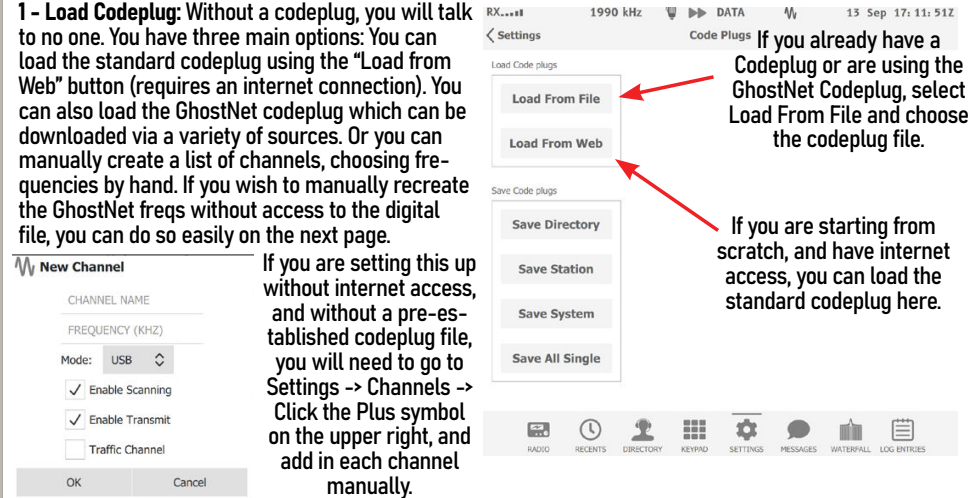 1 - Load Codeplug: Without a codeplug, you will talk
to no one. You have three main options: You can
load the standard codeplug using the “Load from
Web” button (requires an internet connection). You
can also load the GhostNet codeplug which can be
downloaded via a variety of sources. Or you can
manually create a list of channels, choosing fre-
quencies by hand. If you wish to manually recreate
the GhostNet freqs without access to the digital
file, you can do so easily on the next page.
New Channel
CHANNEL NAME
FREQUENCY (KHZ)
Mode: USB
Enable Scanning
Enable Transmit
Traffic Channel
OK Cancel
If you are setting this up
without internet access,
and without a pre-es-
tablished codeplug file,
you will need to go to
Settings -> Channels ->
Click the Plus symbol
on the upper right, and
add in each channel
manually.
RX....ıı 1990 kHz DATA 13 Sep 17:11:51Z
Settings Code Plugs
Load Code plugs
Load From File
Load From Web
Save Code plugs
Save Directory
Save Station
Save System
Save All Single
If you already have a
Codeplug or are using the
GhostNet Codeplug, select
Load From File and choose
the codeplug file.
If you are starting from
scratch, and have internet
access, you can load the
standard codeplug here.
RADIO RECENTS DIRECTORY KEYPAD SETTINGS MESSAGES WATERFALL LOG ENTRIES